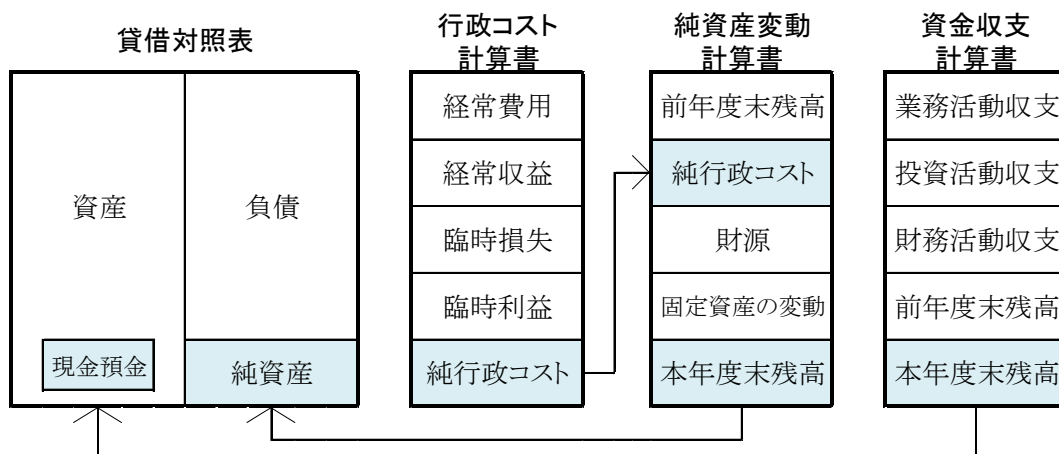 貸借対照表
資産
負債
現金預金
純資産
行政コスト
計算書
経常費用
経常収益
臨時損失
臨時利益
純行政コスト
純資産変動
計算書
前年度末残高
純行政コスト
財源
固定資産の変動
本年度末残高
資金収支
計算書
業務活動収支
投資活動収支
財務活動収支
前年度末残高
本年度末残高